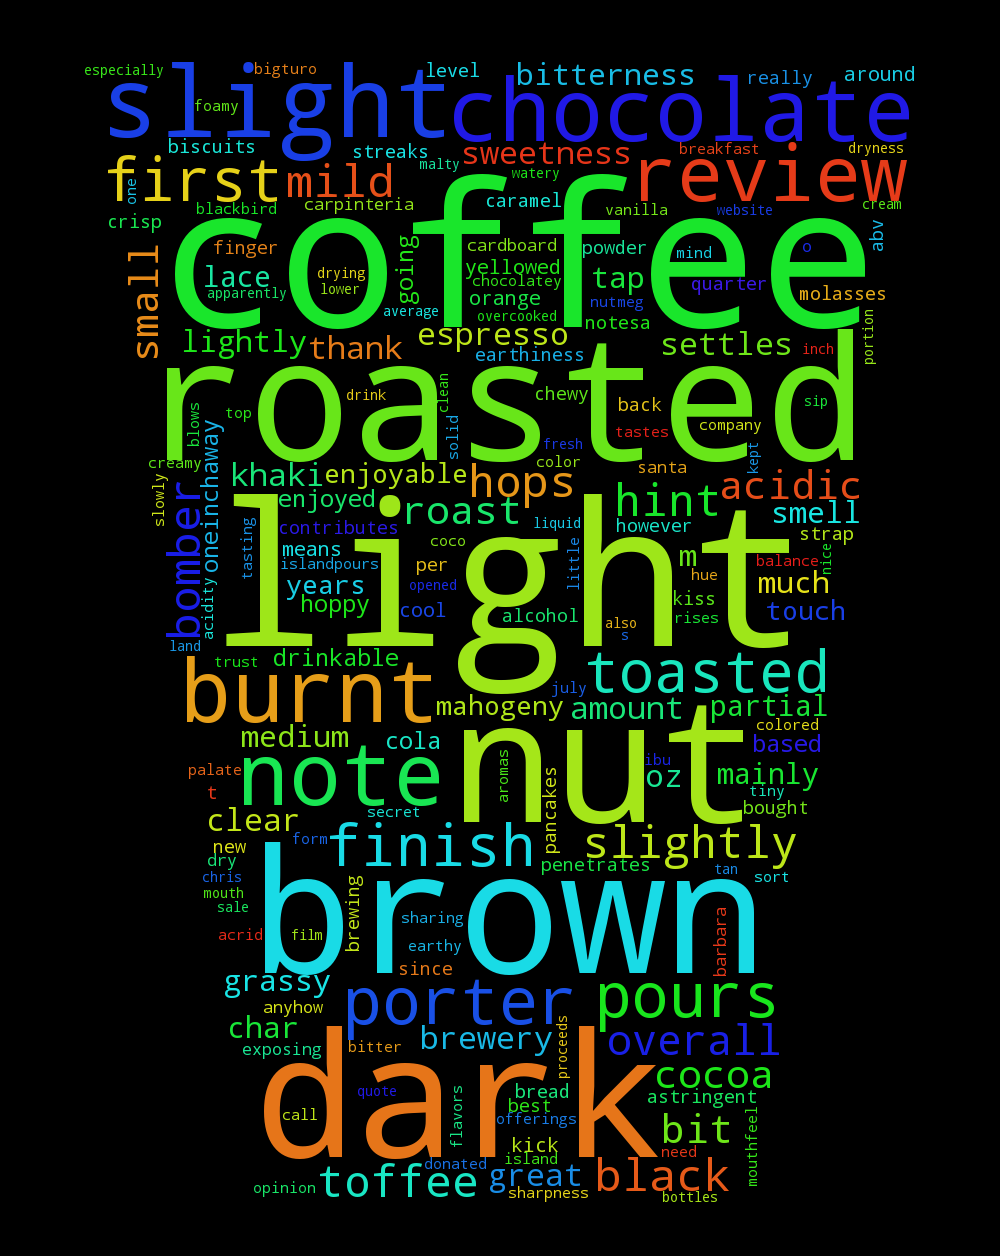 especially
bigturo
level
bitterness
really
around
slight
chocolate
foamy
biscuits
streaks
malty
sweetness
breakfast
dryness
first
mild
watery
review
one
blackbird
carpinteria
caramel
vanilla
website
cream
crisp
coffee
abv
finger
going
cardboard
powder
mind
o
small
lace
drying
yellowed
tap
quarter
molasses
apparently
lower
chocolatey
orange
nutmeg
average
overcooked
notesa
portion
lightly
thank
espresso
earthiness
settles
inch
roasted
drink
clean
chewy
back
sip
blows
top
solid
tastes
company
creamy
fresh
color
santa
kept
slowly
khaki
enjoyable
hops
acidic
bomber
oneinchaway
enjoyed
roast
hint
smell
tasting
contributes
liquid
however
strap
light
means
coco
little
m
balance
nice
islandpours
years
per
opened
hue
much
acidity
hoppy
cool
alcohol
kiss
touch
also
rises
s
land
trust
drinkable
toasted
burnt
july
mahogeny
amount
partial
colored
medium
cola
nut
based
note
aromas
ibu
palate
pancakes
oz
mainly
t
tiny
secret
bought
clear
form
finish
slightly
new
dry
penetrates
tan
chris
sort
mouth
brown
sale
brewing
sharing
barbara
acrid
film
earthy
since
grassy
porter
pours
anyhow
char
brewery
proceeds
overall
exposing
bitter
dark
cocoa
quote
bread
astringent
call
flavors
best
offerings
bit
mouthfeel
kick
need
island
toffee
donated
great
black
opinion
sharpness
bottles